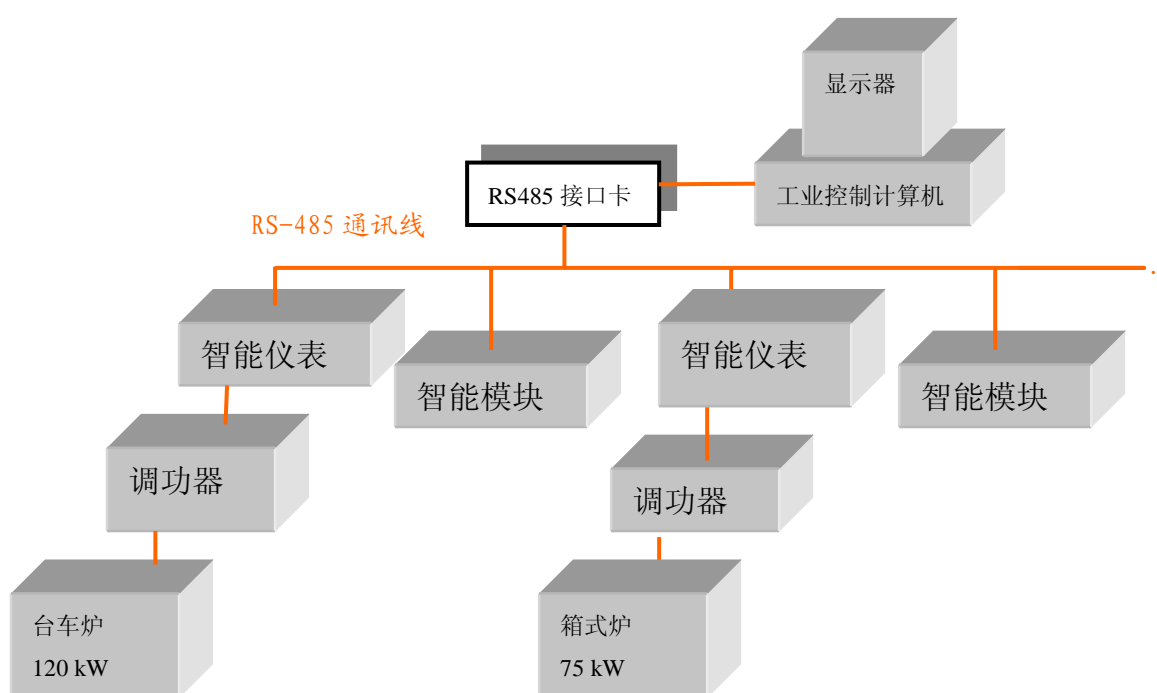 显示器
RS485 接口卡
工业控制计算机
RS-485 通讯线
智能仪表
智能模块
智能仪表
智能模块
调功器
调功器
台车炉
120 kW
箱式炉
75 kW